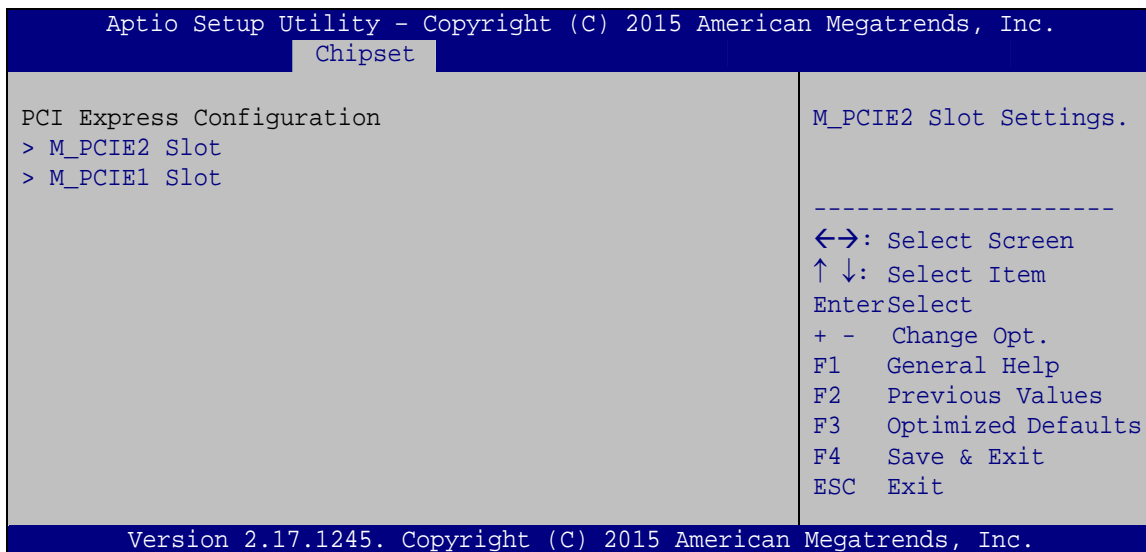 Aptio Setup Utility – Copyright (C) 2015 American Megatrends, Inc.
Chipset
PCI Express Configuration
> M_PCIE2 Slot
> M_PCIE1 Slot
M_PCIE2 Slot Settings.
---------------------
←→: Select Screen
↑ ↓: Select Item
EnterSelect
+ - Change Opt.
F1 General Help
F2 Previous Values
F3 Optimized Defaults
F4 Save & Exit
ESC Exit
Version 2.17.1245. Copyright (C) 2015 American Megatrends, Inc.